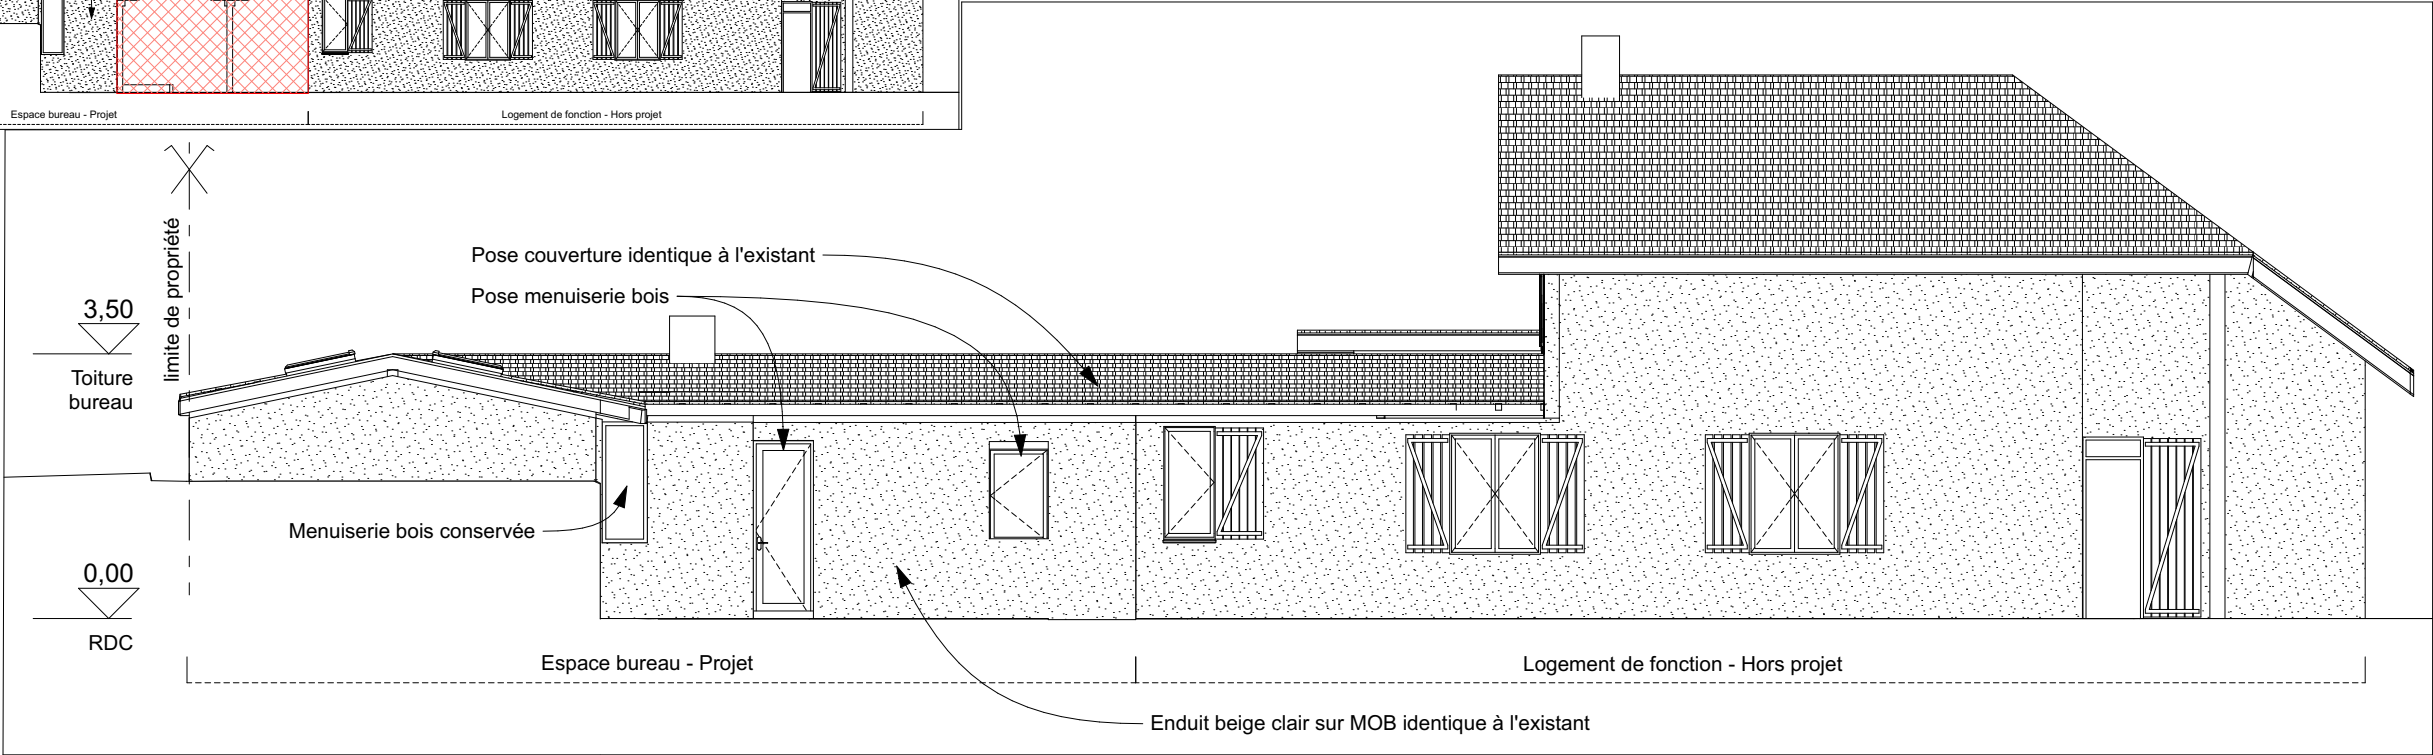 Espace bureau - Projet
Logement de fonction - Hors projet
limite de propriété
Pose couverture identique à l'existant
Pose menuiserie bois
3,50
Toiture
bureau
Menuiserie bois conservée
0,00
RDC
Espace bureau - Projet
Logement de fonction - Hors projet
Enduit beige clair sur MOB identique à l'existant